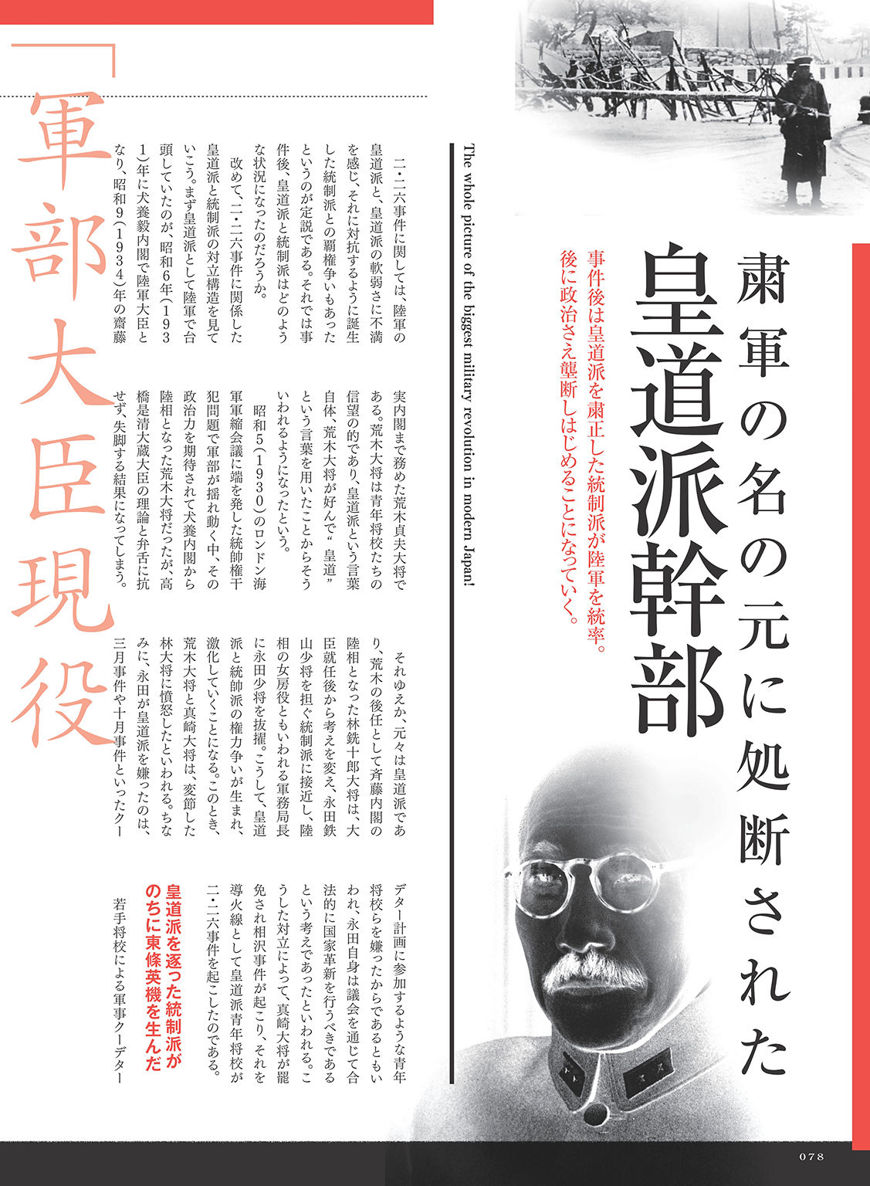 粛軍の名の元に処断された
皇道派幹部
事件後は皇道派を粛正した統制派が陸軍を統率。
後に政治さえ壟断しはじめることになっていく。
The whole picture of the biggest military revolution in modern Japan!
「軍部大臣現役
二・二六事件に関しては、陸軍の
皇道派と、皇道派の軟弱さに不満
を感じ、それに対抗するように誕生
した統制派との覇権争いもあった
というのが定説である。それでは事
件後、皇道派と統制派はどのよう
な状況になったのだろうか。
改めて、二・二六事件に関係した
皇道派と統制派の対立構造を見て
いこう。まず皇道派として陸軍で台
頭していたのが、昭和6年（193
1）年に犬養毅内閣で陸軍大臣と
なり、昭和9（1934）年の齋藤
実内閣まで務めた荒木貞夫大将で
ある。荒木大将は青年将校たちの
信望の的であり、皇道派という言葉
自体、荒木大将が好んで“皇道”
という言葉を用いたことからそう
いわれるようになったという。
昭和5（1930）のロンドン海
軍軍縮会議に端を発した統帥権干
犯問題で軍部が揺れ動く中、その
政治力を期待されて犬養内閣から
陸相となった荒木大将だったが、高
橋是清大蔵大臣の理論と弁舌に抗
せず、失脚する結果になってしまう。
それゆえか、元々は皇道派であ
り、荒木の後任として斉藤内閣の
陸相となった林銑十郎大将は、大
臣就任後から考えを変え、永田鉄
山少将を担ぐ統制派に接近し、陸
相の女房役ともいわれる軍務局長
に永田少将を抜擢。こうして、皇道
派と統帥派の権力争いが生まれ、
激化していくことになる。このとき、
荒木大将と真崎大将は、変節した
林大将に憤怒したといわれる。ちな
みに、永田が皇道派を嫌ったのは、
三月事件や十月事件といったクー
デター計画に参加するような青年
将校らを嫌ったからであるともい
われ、永田自身は議会を通じて合
法的に国家革新を行うべきである
という考えであったといわれる。こ
うした対立によって、真崎大将が罷
免され相沢事件が起こり、それを
導火線として皇道派青年将校が
二・二六事件を起こしたのである。
皇道派を逐った統制派が
のちに東條英機を生んだ
若手将校による軍事クーデター
078